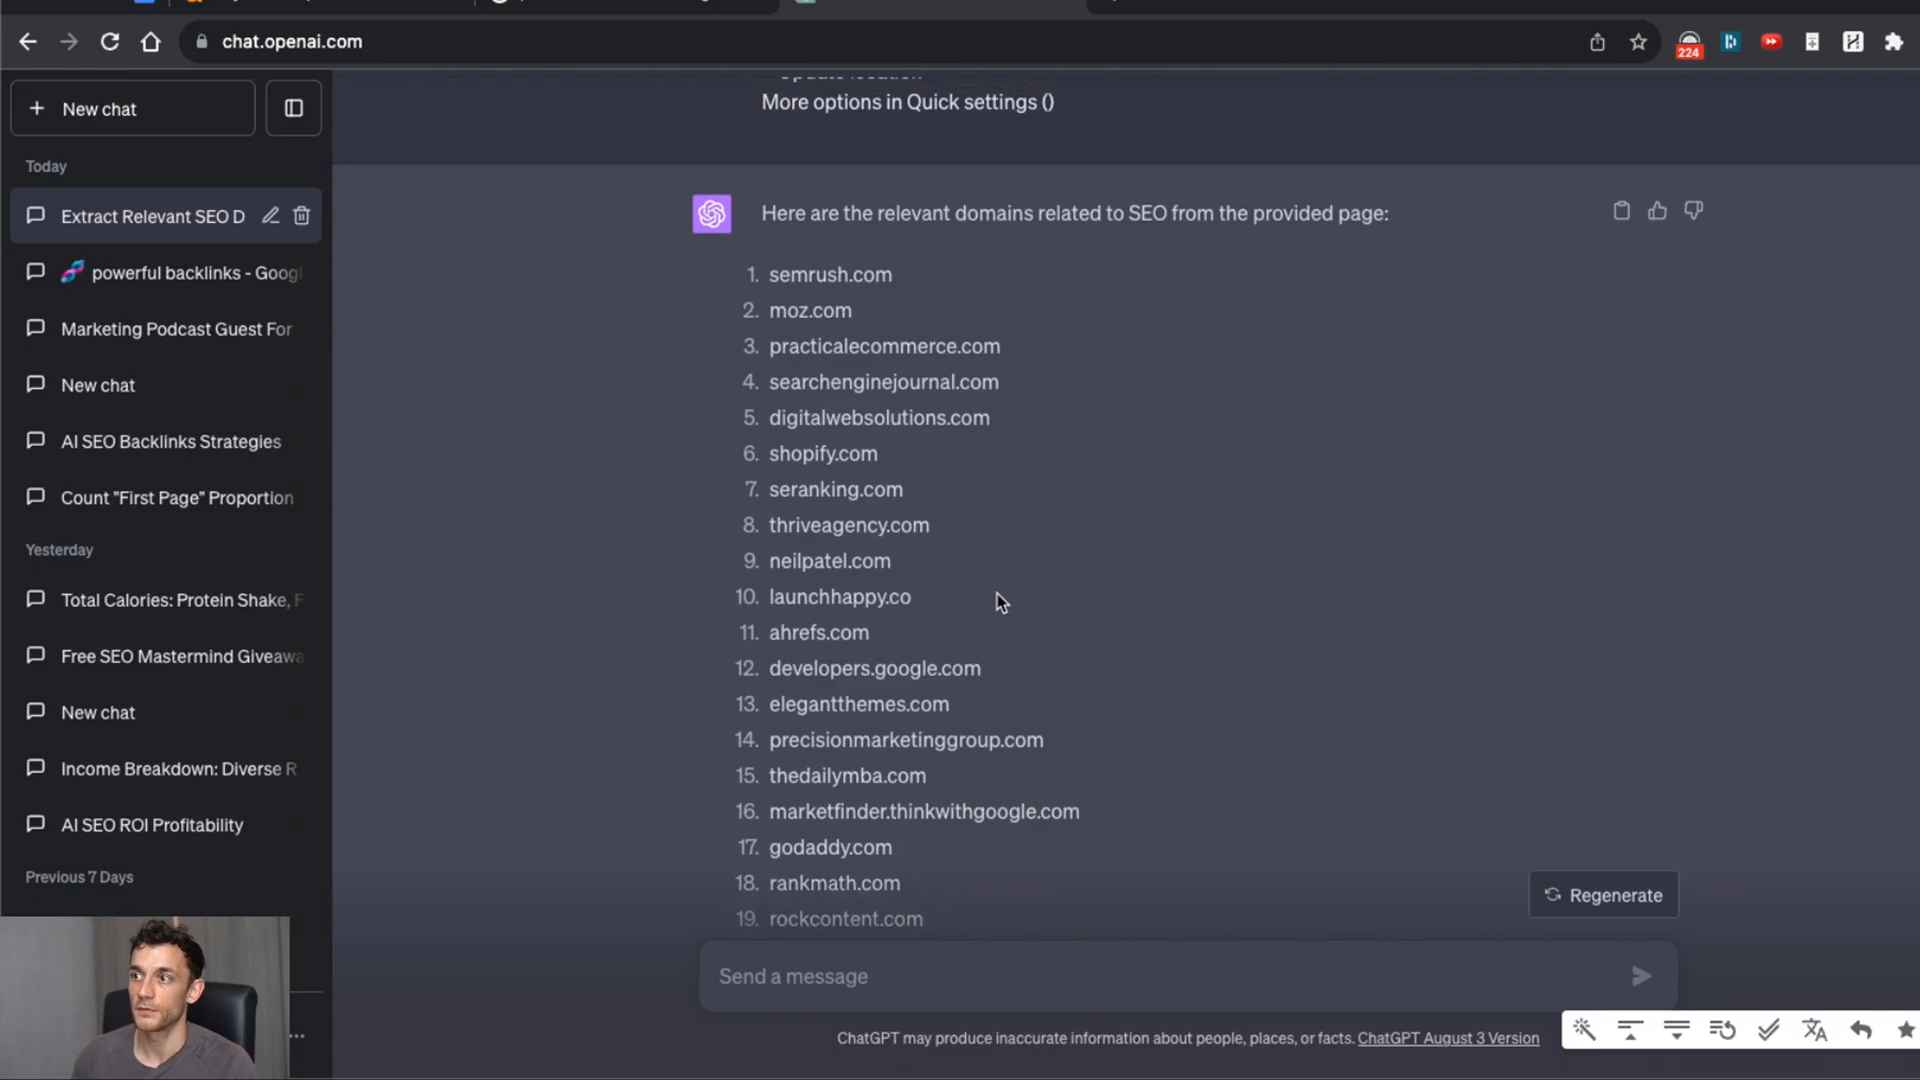 chat.openai.com
224
New chat
Update location
More options in Quick settings ()
Today
Extract Relevant SEO D
powerful backlinks - Googl
Marketing Podcast Guest For
New chat
AI SEO Backlinks Strategies
Count "First Page" Proportion
Yesterday
Total Calories: Protein Shake, F
Free SEO Mastermind Giveawa
New chat
Income Breakdown: Diverse R
AI SEO ROI Profitability
Previous 7 Days
Here are the relevant domains related to SEO from the provided page:
1. semrush.com
2. moz.com
3. practicalecommerce.com
4. searchenginejournal.com
5. digitalwebsolutions.com
6. shopify.com
7. seranking.com
8. thriveagency.com
9. neilpatel.com
10. launchhappy.co
11. ahrefs.com
12. developers.google.com
13. elegantthemes.com
14. precisionmarketinggroup.com
15. thedailymba.com
16. marketfinder.thinkwithgoogle.com
17. godaddy.com
18. rankmath.com
19. rockcontent.com
Regenerate
Send a message
ChatGPT may produce inaccurate information about people, places, or facts. ChatGPT August 3 Version